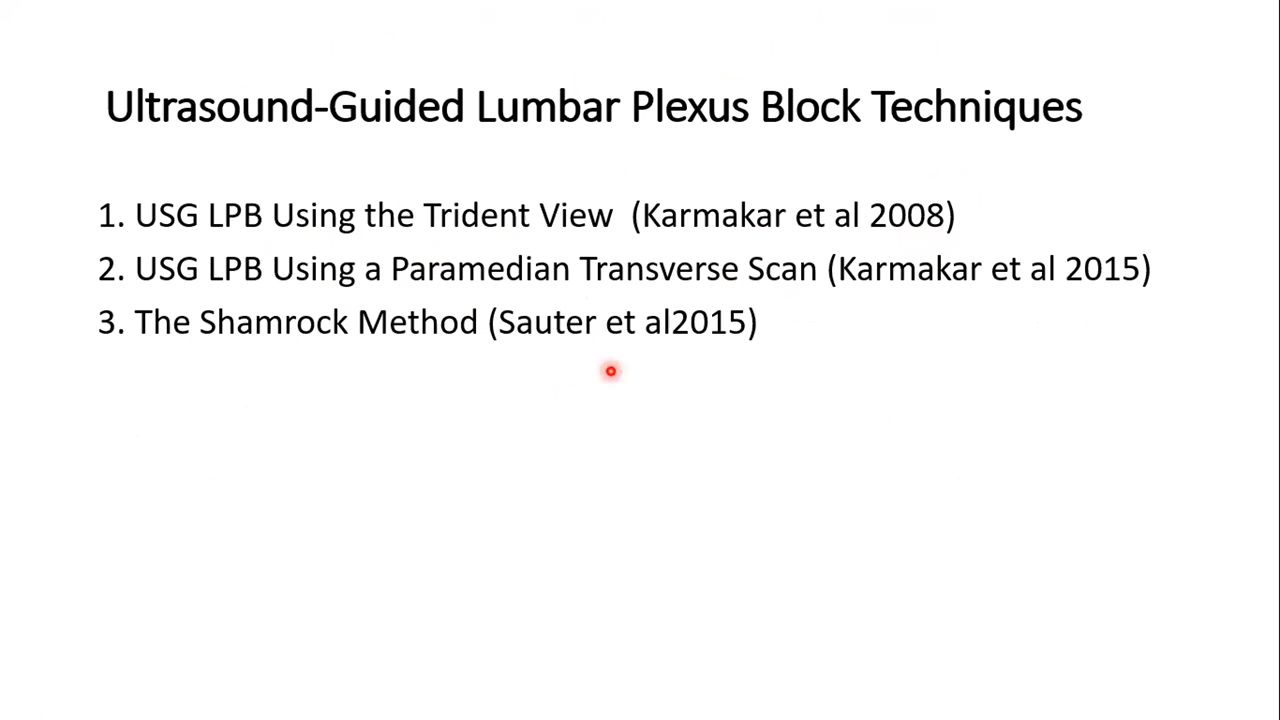 Ultrasound-Guided Lumbar Plexus Block Techniques
1. USG LPB Using the Trident View (Karmakar et al 2008)
2. USG LPB Using a Paramedian Transverse Scan (Karmakar et al 2015)
3. The Shamrock Method (Sauter et al2015)